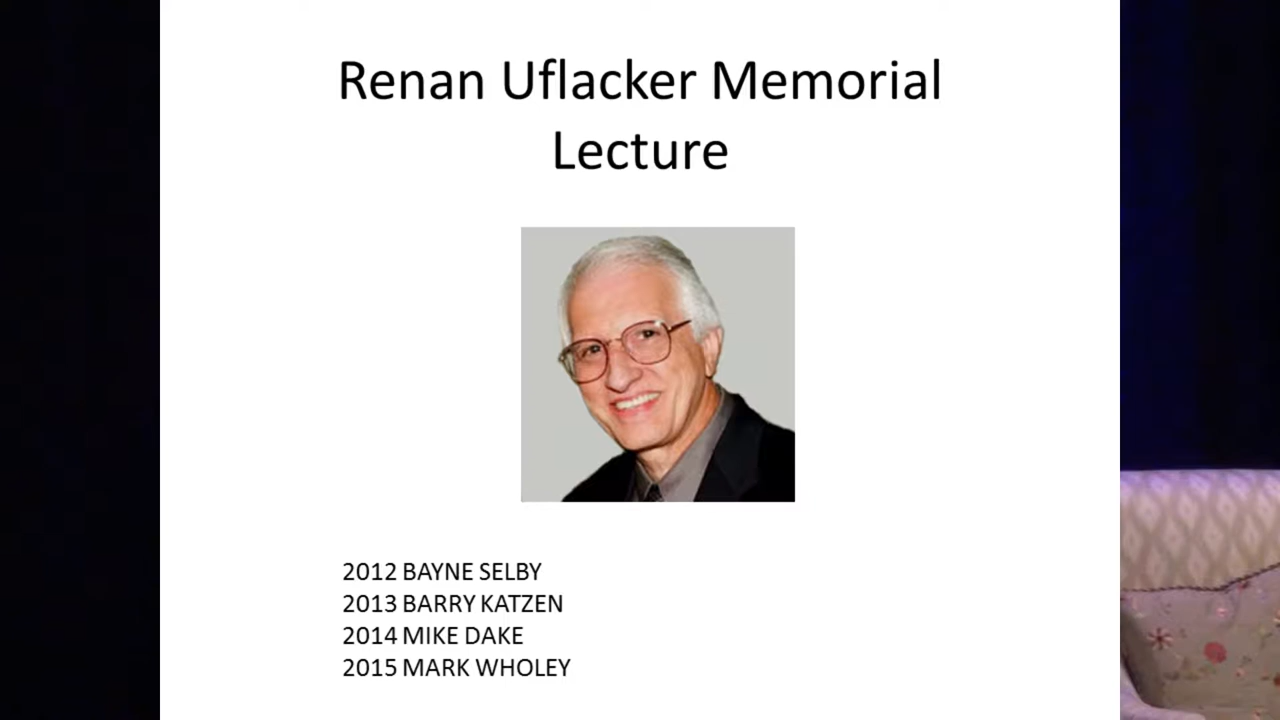 Renan Uflacker Memorial
Lecture
2012 BAYNE SELBY
2013 BARRY KATZEN
2014 MIKE DAKE
2015 MARK WHOLEY